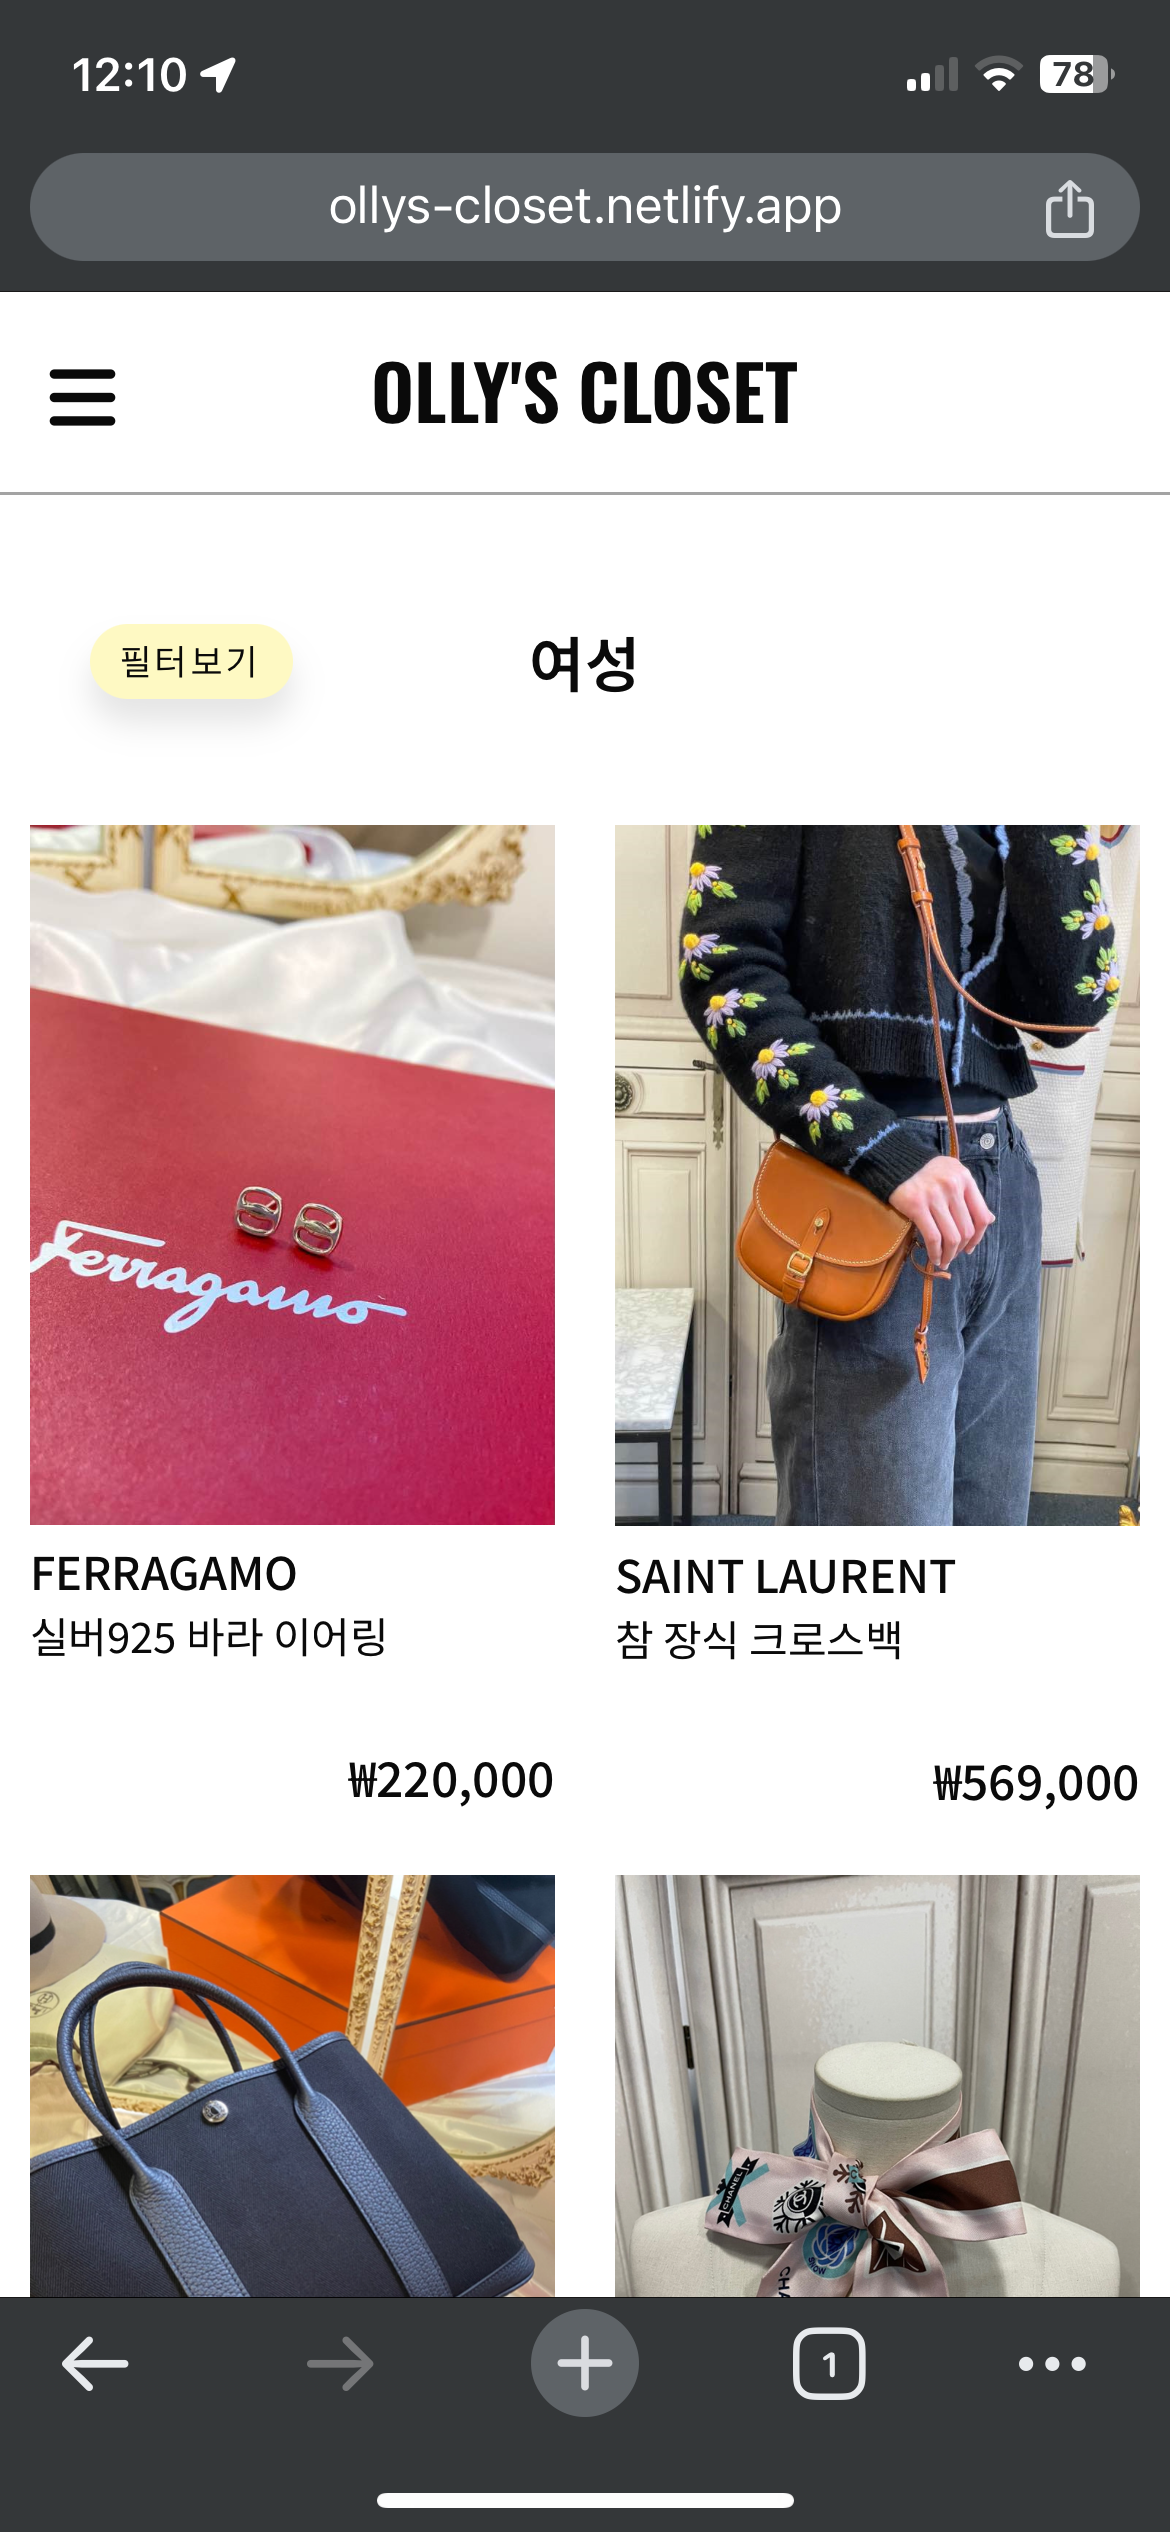 12:10
78
ollys-closet.netlify.app
OLLY'S CLOSET
필터보기
여성
Ferragamo
FERRAGAMO
실버925 바라 이어링
₩220,000
SAINT LAURENT
참 장식 크로스백
₩569,000
CHANEL
CHA
1